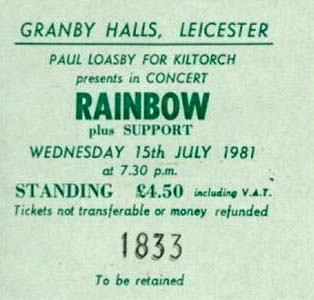 GRANBY HALLS, LEICESTER
PAUL LOASBY FOR KILTORCH
presents in CONCERT
RAINBOW
plus SUPPORT
WEDNESDAY 15th JULY 1981
at 7.30 p.m.
STANDING £4.50 including V.A.T.
Tickets not transferable or money refunded
1833
To be retained